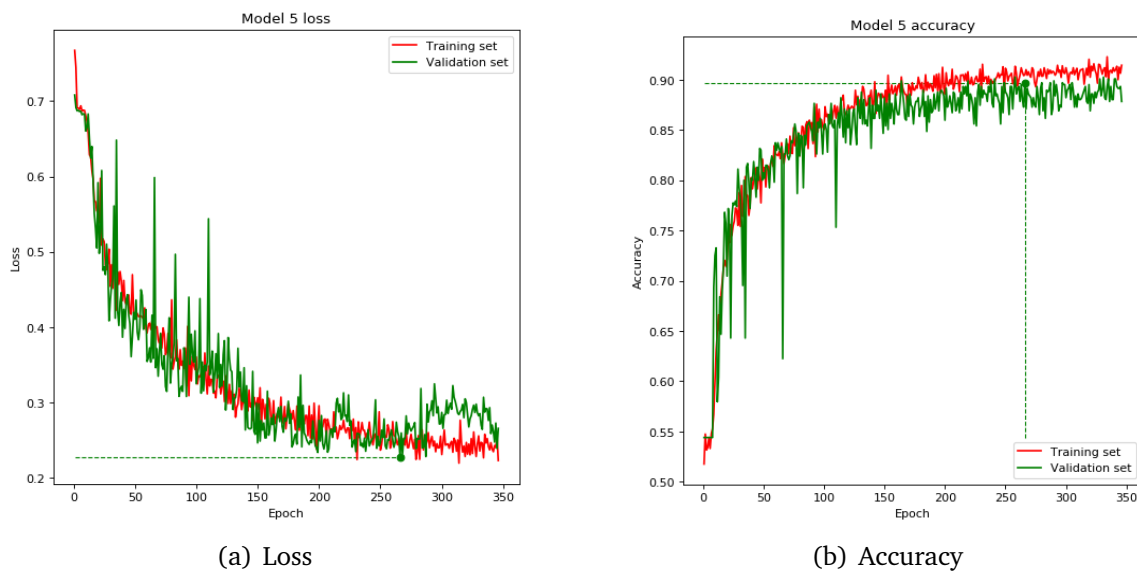 Model 5 loss
Training set
Validation set
0.7
0.6
0.5
0.4
0.3
0.2
Loss
0
50
100
150
200
250
300
350
Epoch
(a) Loss
Model 5 accuracy
0.90
0.85
0.80
0.75
0.70
0.65
0.60
0.55
0.50
Accuracy
Training set
Validation set
0
50
100
150
200
250
300
350
Epoch
(b) Accuracy